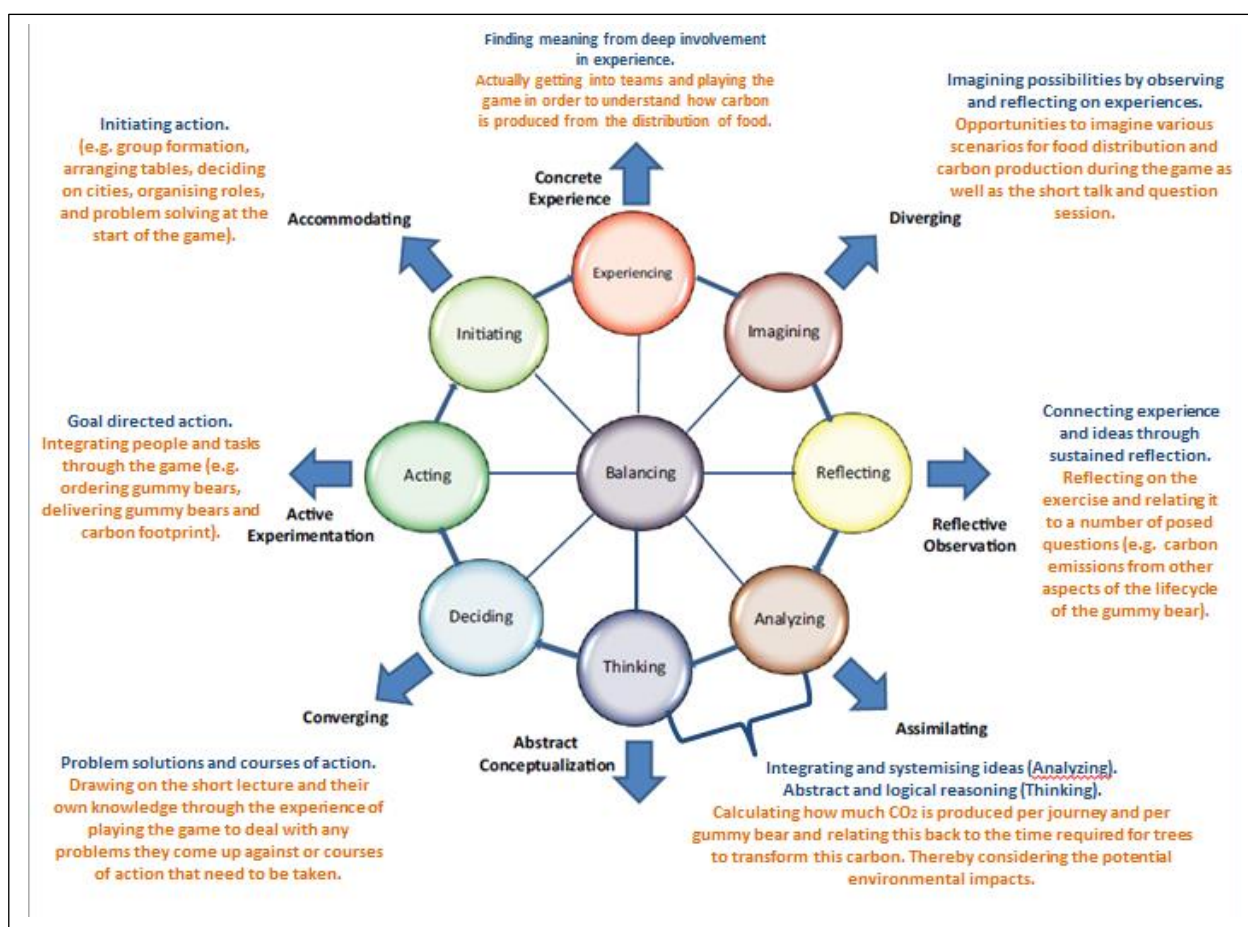 Finding meaning from deep involvement
in experience.
Actually getting into teams and playing the
game in order to understand how carbon
is produced from the distribution of food.
Imagining possibilities by observing
and reflecting on experiences.
Opportunities to imagine various
scenarios for food distribution and
carbon production during the game as
well as the short talk and question
session.
Initiating action.
(e.g. group formation,
arranging tables, deciding
on cities, organising roles,
and problem solving at the
start of the game).
Concrete
Experience
Accommodating
Diverging
Experiencing
Initiating
Imagining
Goal directed action.
Integrating people and tasks
through the game (e.g.
ordering gummy bears,
delivering gummy bears and
carbon footprint).
Connecting experience
and ideas through
sustained reflection.
Reflecting on the
exercise and relating it
to a number of posed
questions (e.g. carbon
emissions from other
aspects of the lifecycle
of the gummy bear).
Acting
Balancing
Reflecting
Active
Experimentation
Reflective
Observation
Deciding
Thinking
Analyzing
Converging
Abstract
Conceptualization
Assimilating
Problem solutions and courses of action.
Drawing on the short lecture and their
own knowledge through the experience of
playing the game to deal with any
problems they come up against or courses
of action that need to be taken.
Integrating and systemising ideas (Analyzing).
Abstract and logical reasoning (Thinking).
Calculating how much CO₂ is produced per journey and per
gummy bear and relating this back to the time required for trees
to transform this carbon. Thereby considering the potential
environmental impacts.